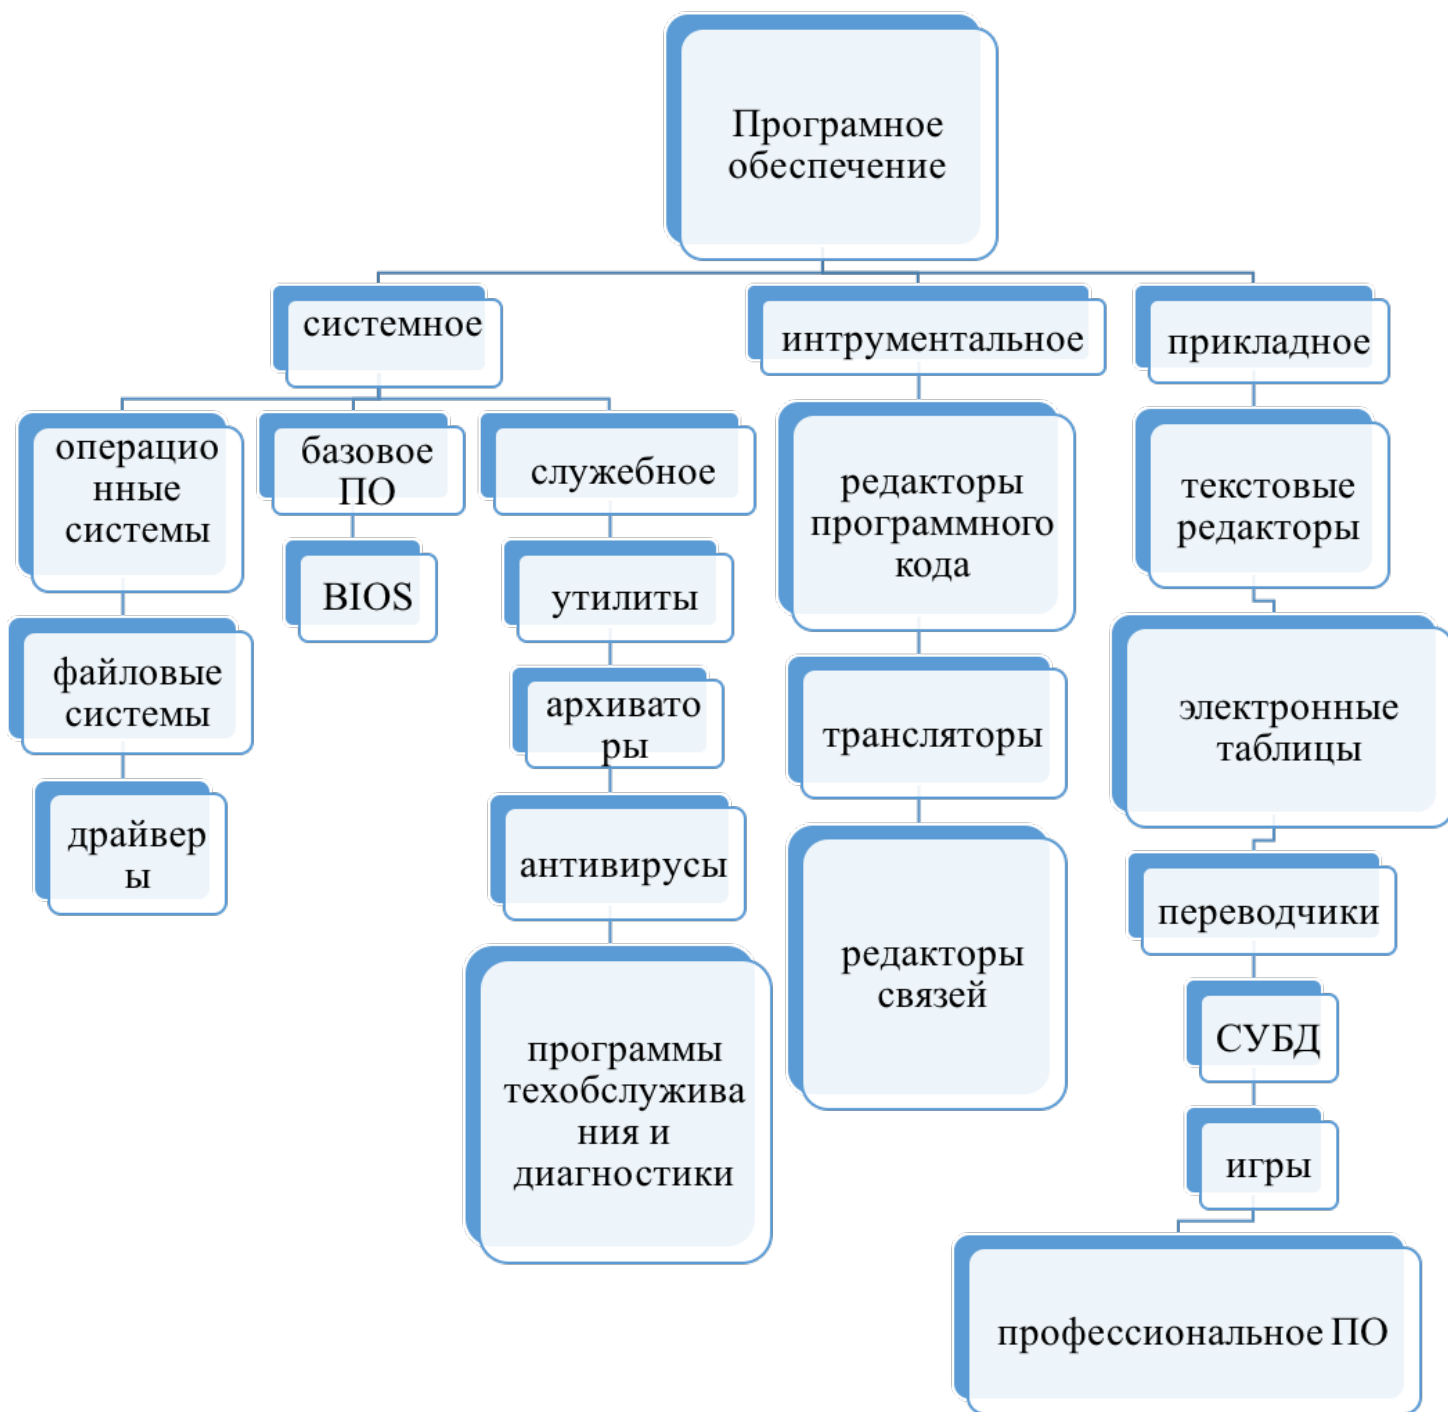 Програмное
обеспечение
системное
интрументальное
прикладное
операцио
нные
системы
базовое
ПО
служебное
редакторы
программного
кода
текстовые
редакторы
файловые
системы
BIOS
утилиты
трансляторы
электронные
таблицы
драйвер
ы
архивато
ры
редакторы
связей
переводчики
антивирусы
СУБД
программы
техобслужива
ния и
диагностики
игры
профессиональное ПО